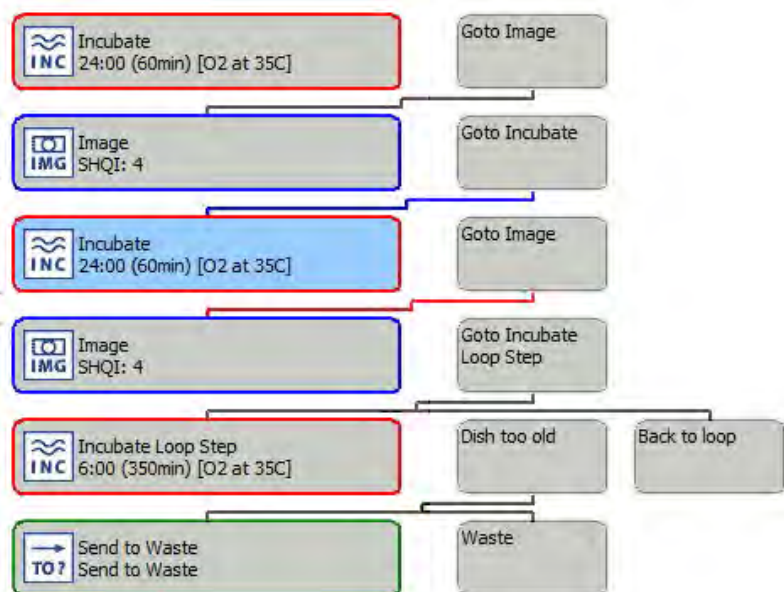 INC
Incubate
24:00 (60min) [O2 at 35C]
Goto Image
IMG
Image
SHQI: 4
Goto Incubate
INC
Incubate
24:00 (60min) [O2 at 35C]
Goto Image
IMG
Image
SHQI: 4
Goto Incubate
Loop Step
INC
Incubate Loop Step
6:00 (350min) [O2 at 35C]
Dish too old
Back to loop
TO?
Send to Waste
Send to Waste
Waste